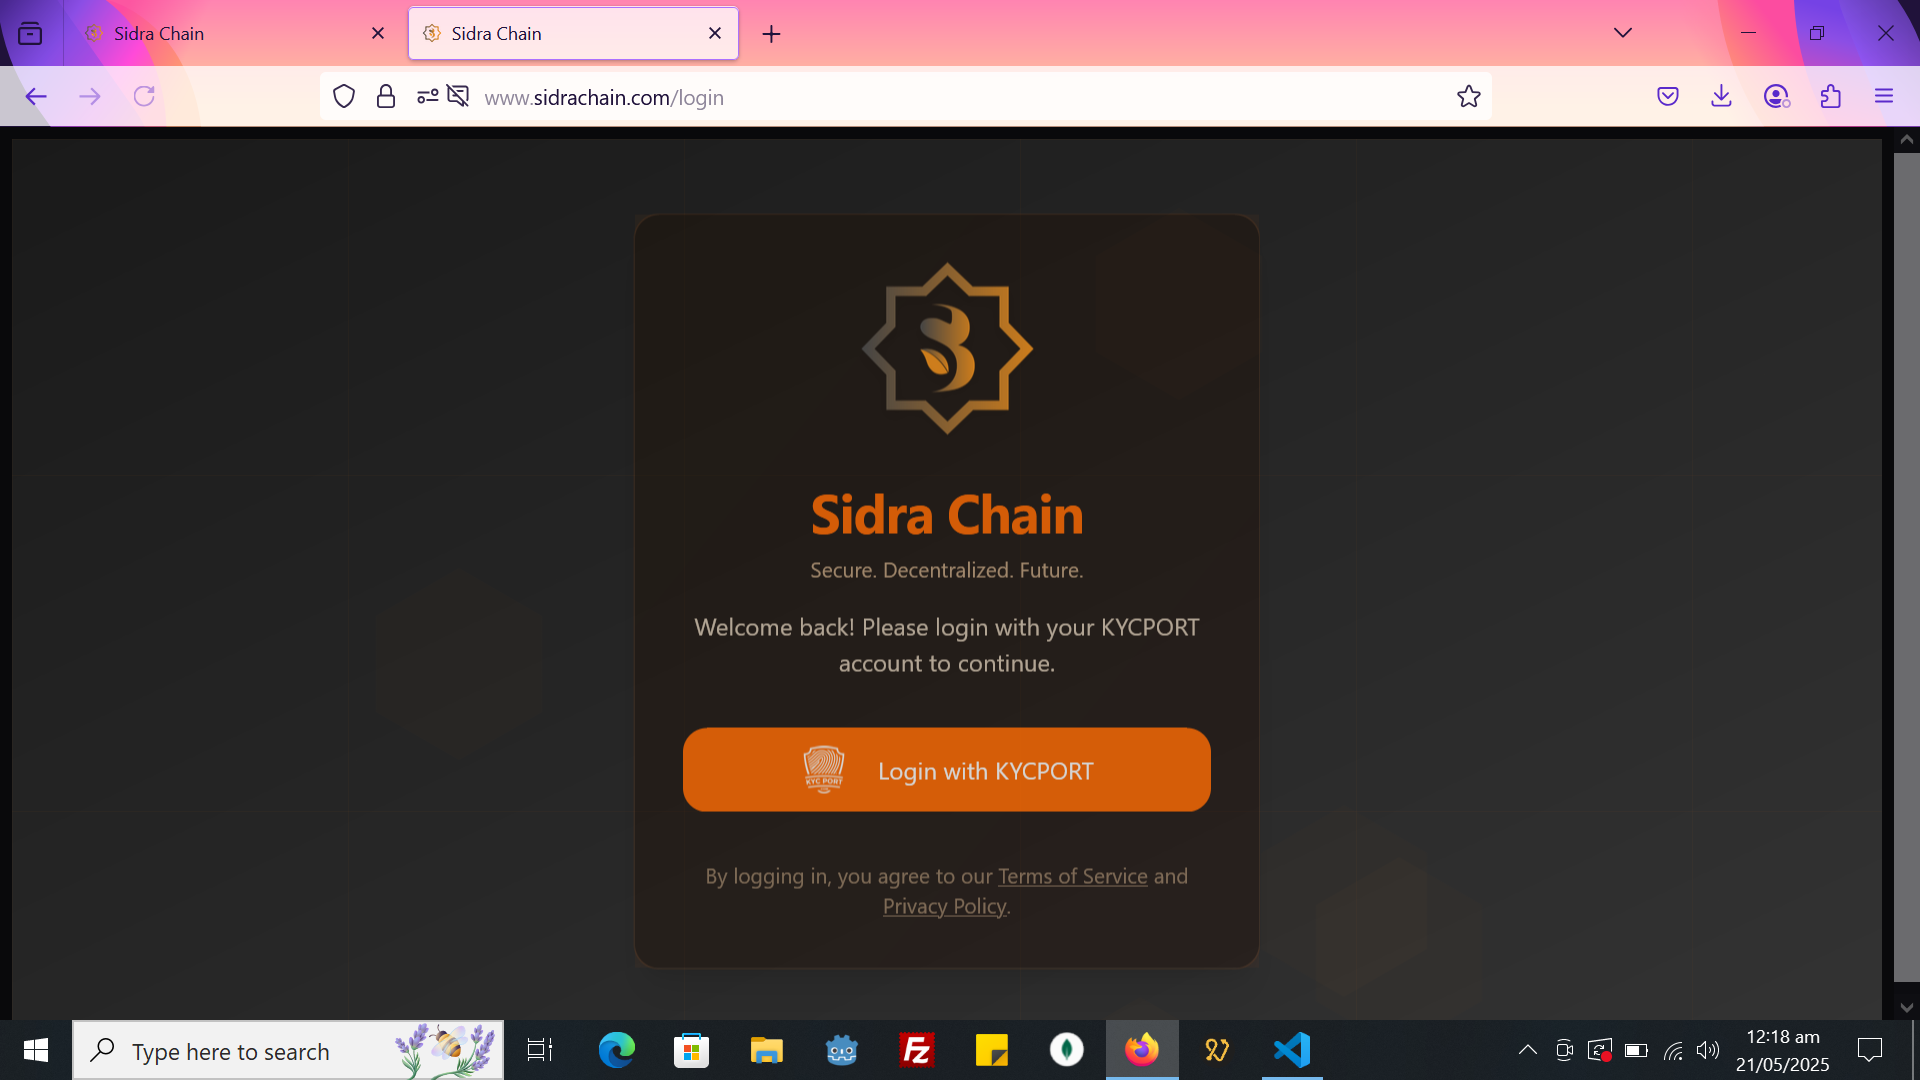 Sidra Chain
Sidra Chain
www.sidrachain.com/login
Sidra Chain
Secure. Decentralized. Future.
Welcome back! Please login with your KYCPORT
account to continue.
KYC PORT
Login with KYCPORT
By logging in, you agree to our Terms of Service and
Privacy Policy.
Type here to search
Fz
12:18 am
21/05/2025